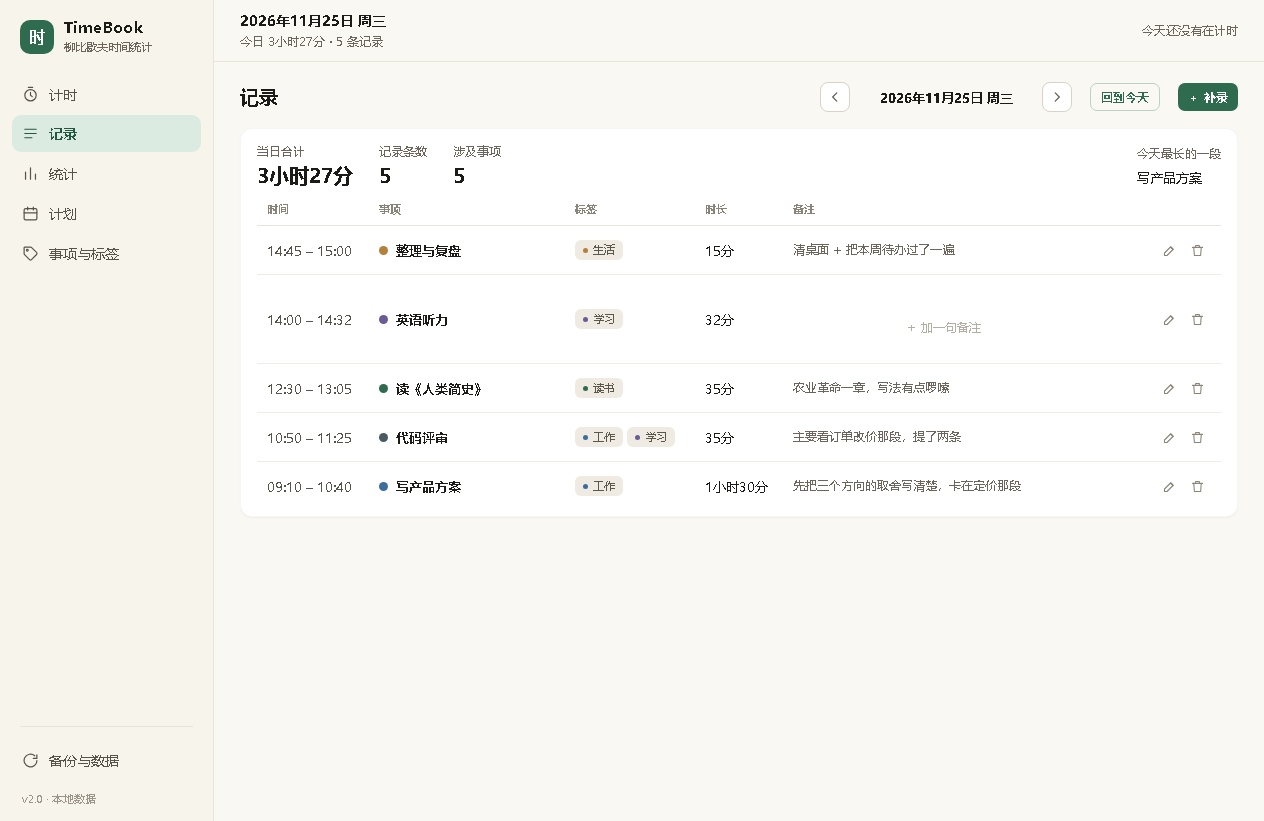 时
TimeBook
柳比歇夫时间统计
计时
记录
统计
计划
事项与标签
备份与数据
v2.0 · 本地数据
2026年11月25日 周三
今日 3小时27分 · 5 条记录
今天还没有在计时
记录
2026年11月25日 周三
回到今天
+ 补录
当日合计 记录条数 涉及事项
3小时27分 5 5
今天最长的一段
写产品方案
时间 事项 标签 时长 备注
14:45 – 15:00 整理与复盘 生活 15分 清桌面 + 把本周待办过了一遍
14:00 – 14:32 英语听力 学习 32分 + 加一句备注
12:30 – 13:05 读《人类简史》 读书 35分 农业革命一章，写法有点啰嗦
10:50 – 11:25 代码评审 工作 学习 35分 主要看订单改价那段，提了两条
09:10 – 10:40 写产品方案 工作 1小时30分 先把三个方向的取舍写清楚，卡在定价那段